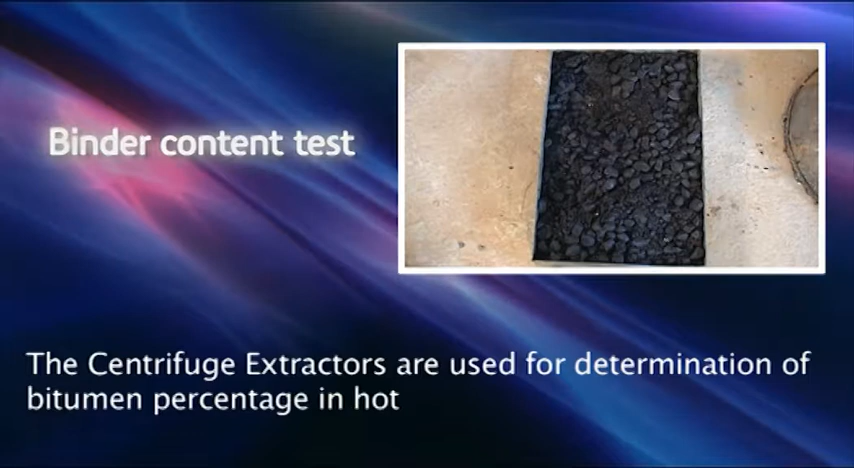 Binder content test
The Centrifuge Extractors are used for determination of
bitumen percentage in hot